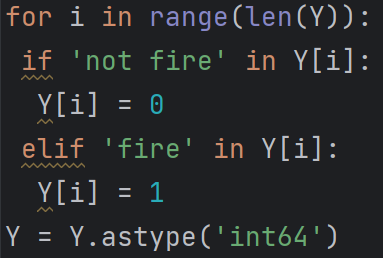 for i in range(len(Y)):
 if 'not fire' in Y[i]:
  Y[i] = 0
 elif 'fire' in Y[i]:
  Y[i] = 1
Y = Y.astype('int64')